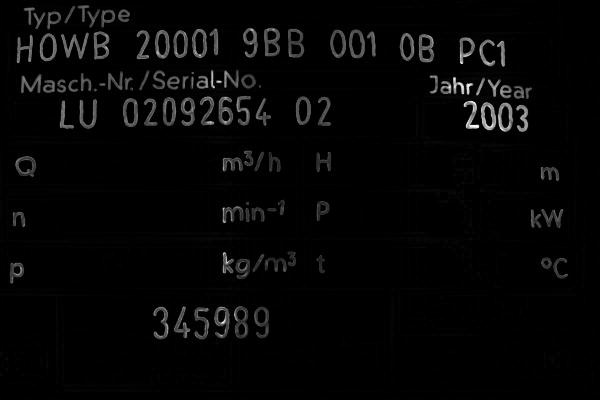 Typ/Type
HOWB 20001 9BB 001 0B PC1
Masch.-Nr./Serial-No. Jahr/Year
LU 02092654 02 2003
Q m³/h H m
n min⁻¹ P kW
p kg/m³ t °C
345989